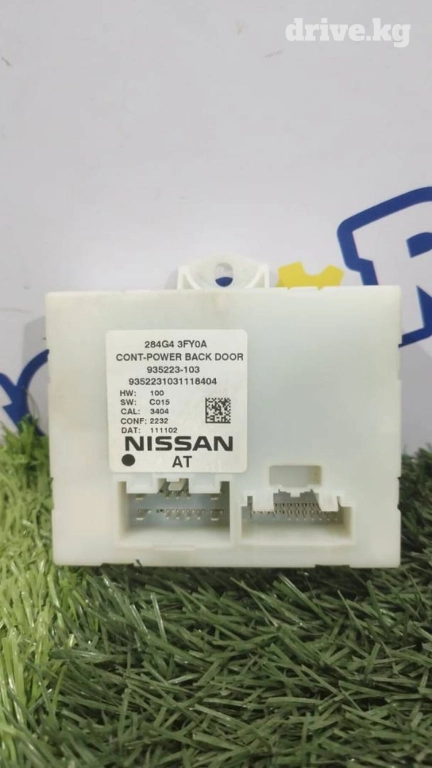 drive.kg
284G4 3FY0A
CONT-POWER BACK DOOR
935223-103
9352231031118404
HW: 100
SW: C015
CAL: 3404
CONF: 2232
DAT: 111102
NISSAN
AT